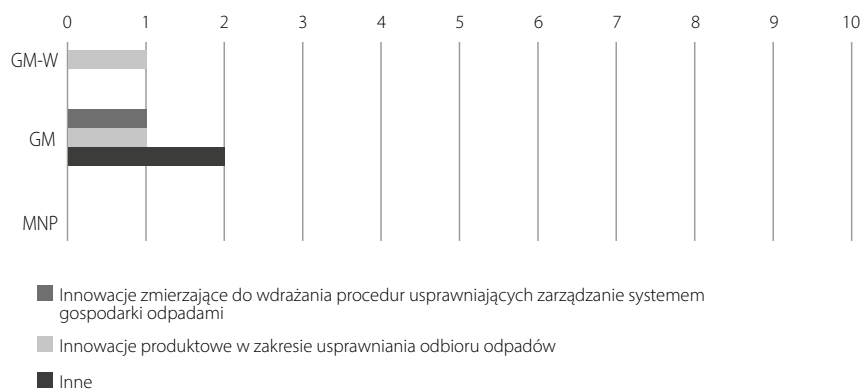 0 1 2 3 4 5 6 7 8 9 10
GM-W
GM
MNP
Innowacje zmierzające do wdrażania procedur usprawniających zarządzanie systemem
gospodarki odpadami
Innowacje produktowe w zakresie usprawniania odbioru odpadów
Inne